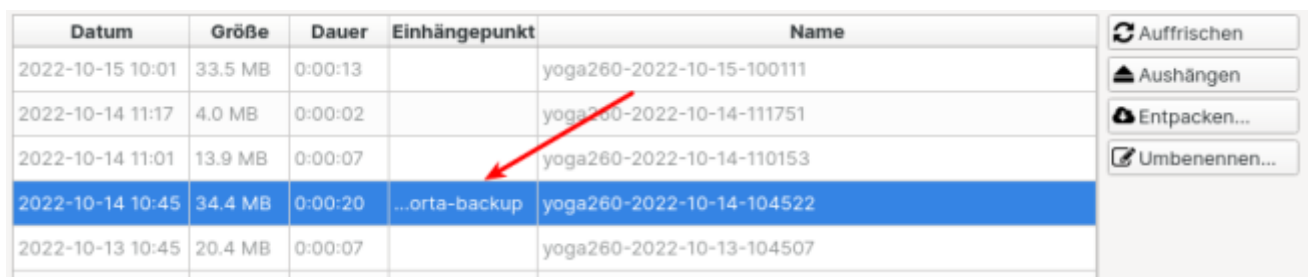 Datum Größe Dauer Einhängepunkt Name
2022-10-15 10:01 33.5 MB 0:00:13 yoga260-2022-10-15-100111
2022-10-14 11:17 4.0 MB 0:00:02 yoga260-2022-10-14-111751
2022-10-14 11:01 13.9 MB 0:00:07 yoga260-2022-10-14-110153
2022-10-14 10:45 34.4 MB 0:00:20 ...orta-backup yoga260-2022-10-14-104522
2022-10-13 10:45 20.4 MB 0:00:07 yoga260-2022-10-13-104507
Auffrischen
Aushängen
Entpacken...
Umbenennen...